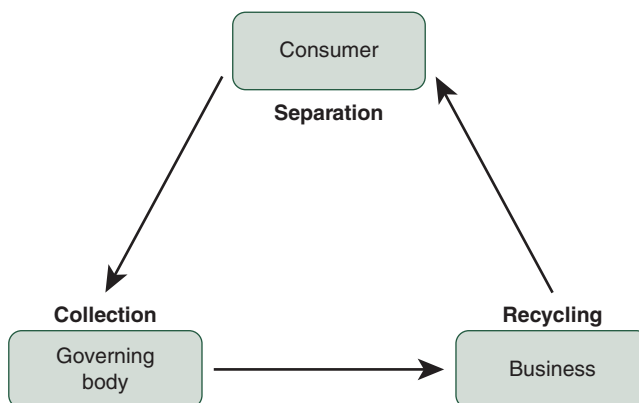 Consumer
Separation
Collection
Recycling
Governing
body
Business